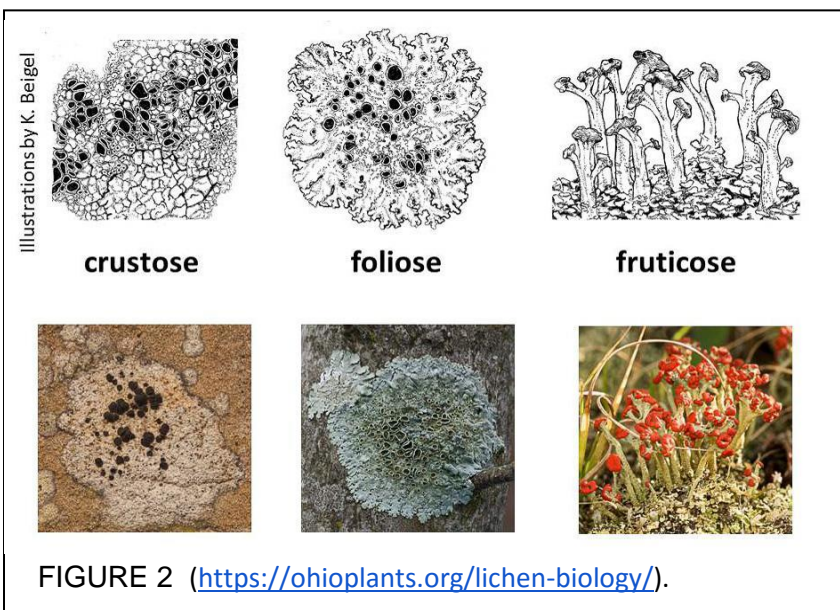 Illustrations by K. Beigel
crustose
foliose
fruticose
FIGURE 2 (https://ohioplants.org/lichen-biology/).